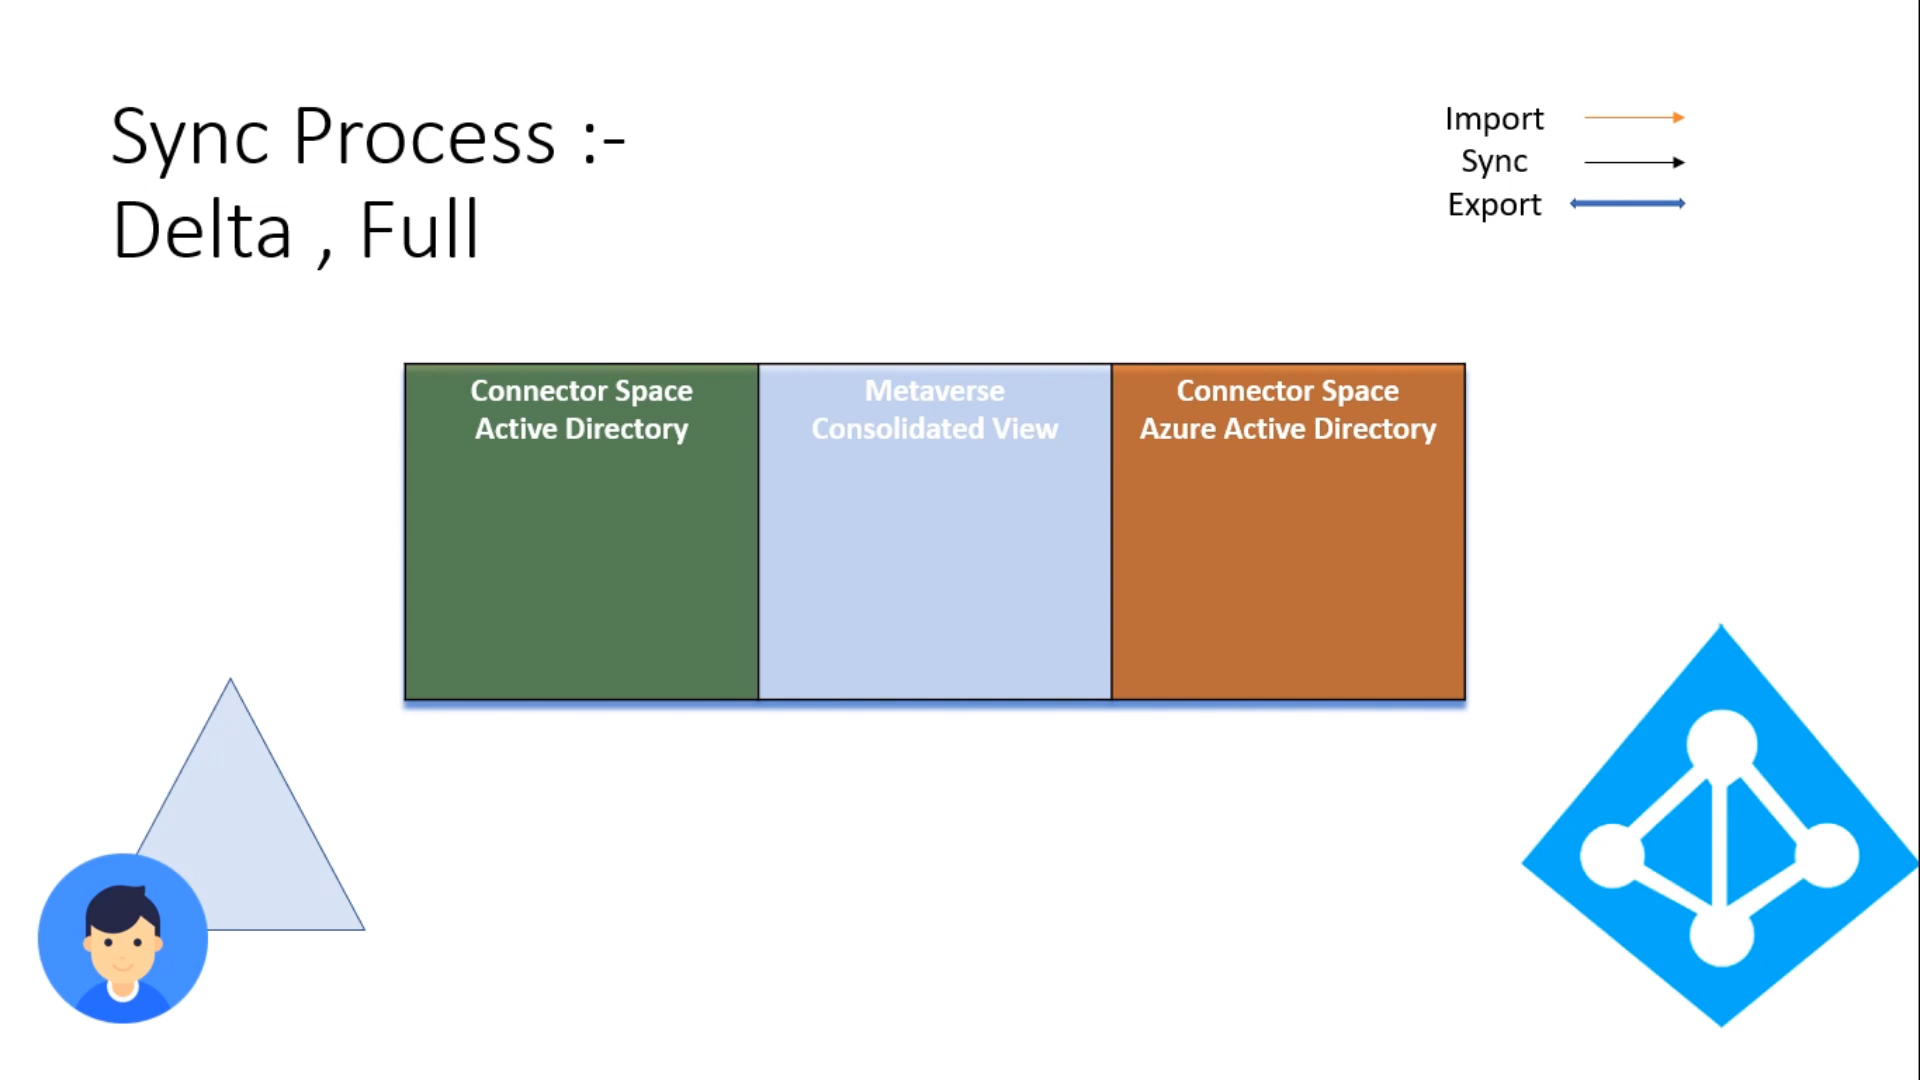 Sync Process :-
Delta , Full
Import
Sync
Export
Connector Space
Active Directory
Metaverse
Consolidated View
Connector Space
Azure Active Directory